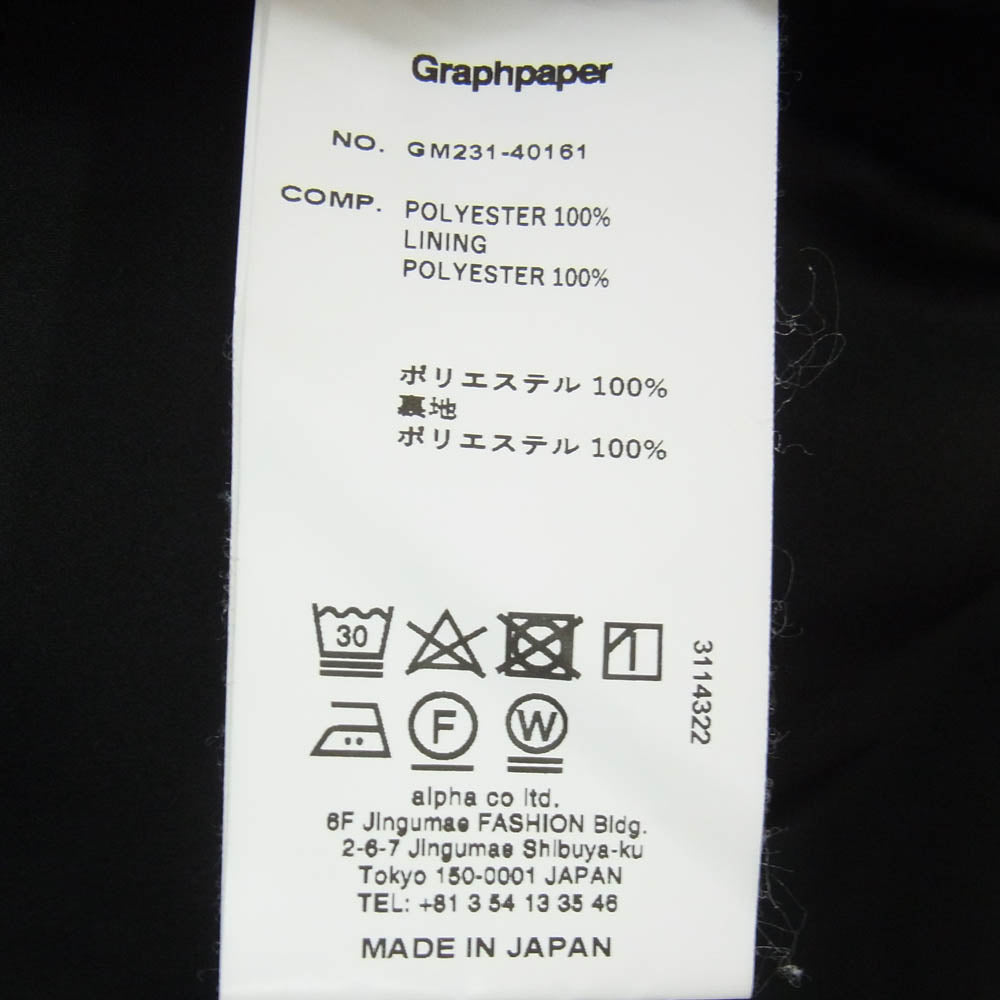 Graphpaper
NO. GM231-40161
COMP. POLYESTER 100%
LINING
POLYESTER 100%
ポリエステル 100%
裏地
ポリエステル 100%
30
3114322
F
W
alpha co ltd.
6F Jingumae FASHION Bldg.
2-6-7 Jingumae Shibuya-ku
Tokyo 150-0001 JAPAN
TEL: +81 3 54 13 35 46
MADE IN JAPAN